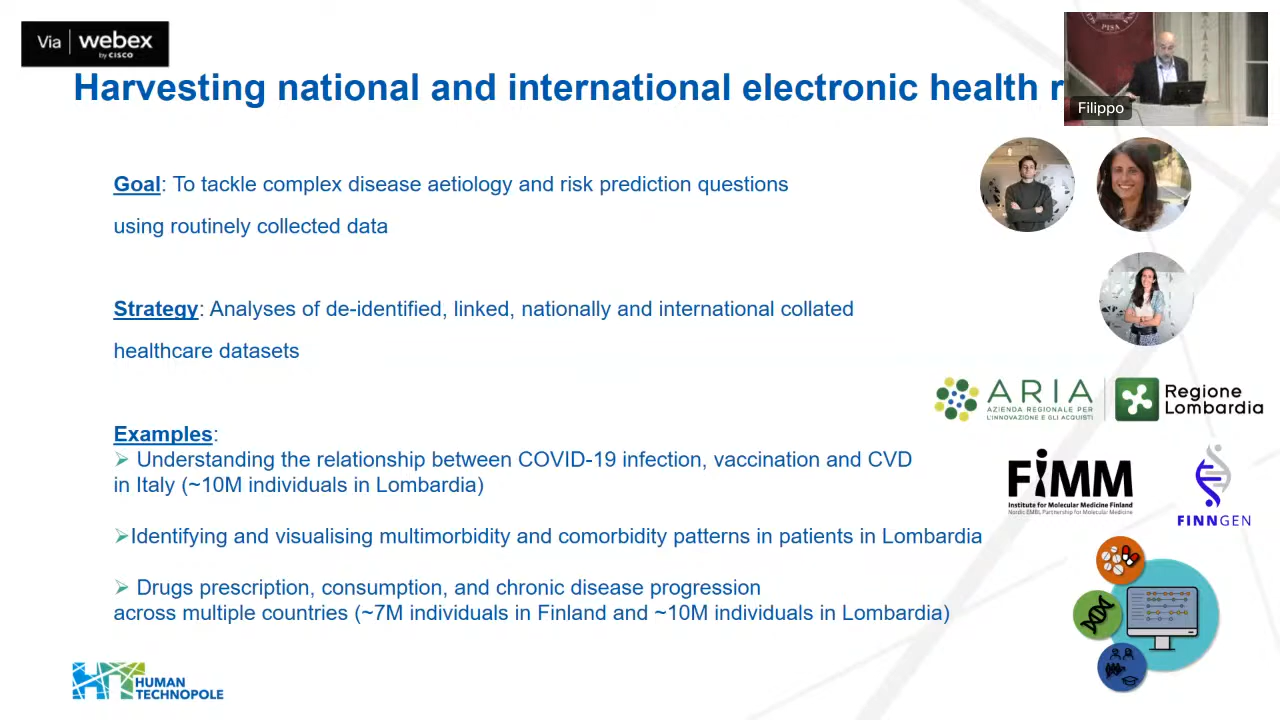 Via webex
by CISCO
Harvesting national and international electronic health r
PISA
Filippo
Goal: To tackle complex disease aetiology and risk prediction questions
using routinely collected data
Strategy: Analyses of de-identified, linked, nationally and international collated
healthcare datasets
ARIA
AZIENDA REGIONALE PER
L'INNOVAZIONE E GLI ACQUISTI
Regione
Lombardia
Examples:
➢ Understanding the relationship between COVID-19 infection, vaccination and CVD
in Italy (~10M individuals in Lombardia)
FiMM
Institute for Molecular Medicine Finland
Nordic EMBL Partnership for Molecular Medicine
FINNGEN
➢Identifying and visualising multimorbidity and comorbidity patterns in patients in Lombardia
➢ Drugs prescription, consumption, and chronic disease progression
across multiple countries (~7M individuals in Finland and ~10M individuals in Lombardia)
HT HUMAN
TECHNOPOLE